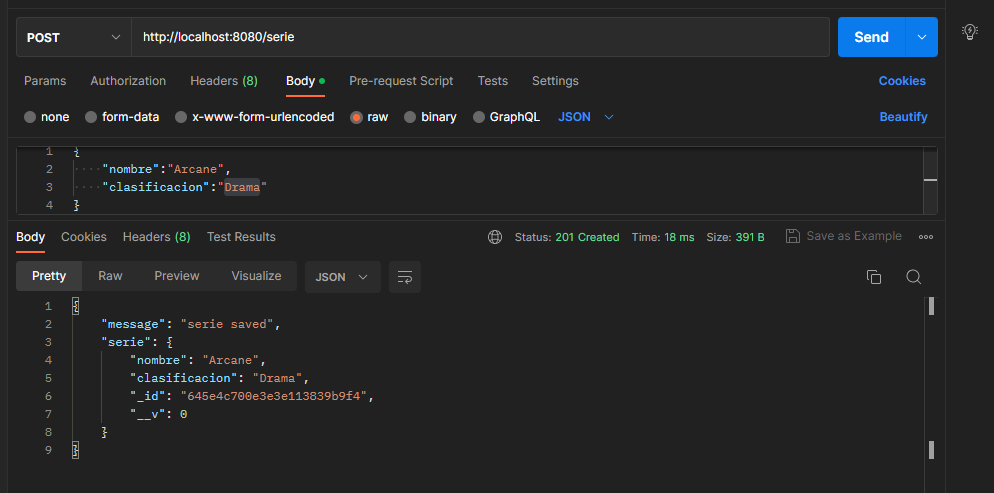 POST http://localhost:8080/serie Send
Params Authorization Headers (8) Body Pre-request Script Tests Settings Cookies
none form-data x-www-form-urlencoded raw binary GraphQL JSON Beautify
1 {
2 "nombre":"Arcane",
3 "clasificacion":"Drama"
4 }
Body Cookies Headers (8) Test Results Status: 201 Created Time: 18 ms Size: 391 B Save as Example
Pretty Raw Preview Visualize JSON
1 {
2 "message": "serie saved",
3 "serie": {
4 "nombre": "Arcane",
5 "clasificacion": "Drama",
6 "_id": "645e4c700e3e3e113839b9f4",
7 "__v": 0
8 }
9 }